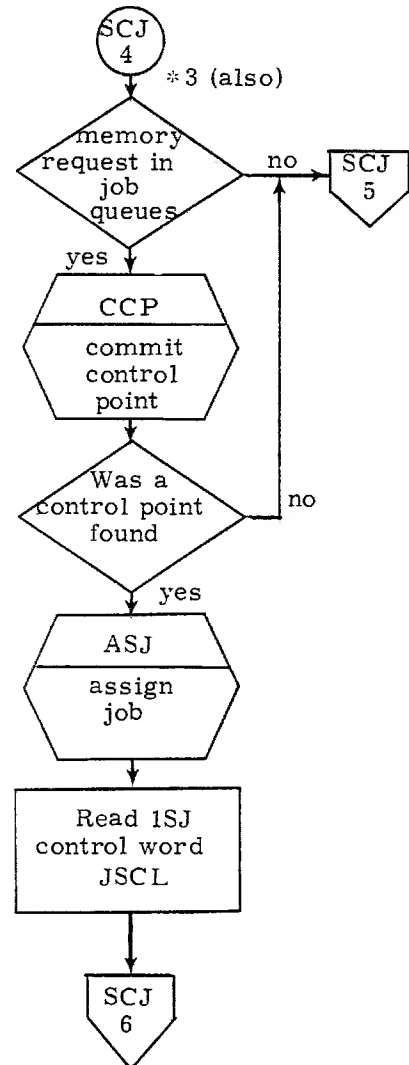 SCJ
4
*3 (also)
memory
request in
job
queues
no
SCJ
5
yes
CCP
commit
control
point
Was a
control point
found
no
yes
ASJ
assign
job
Read 1SJ
control word
JSCL
SCJ
6